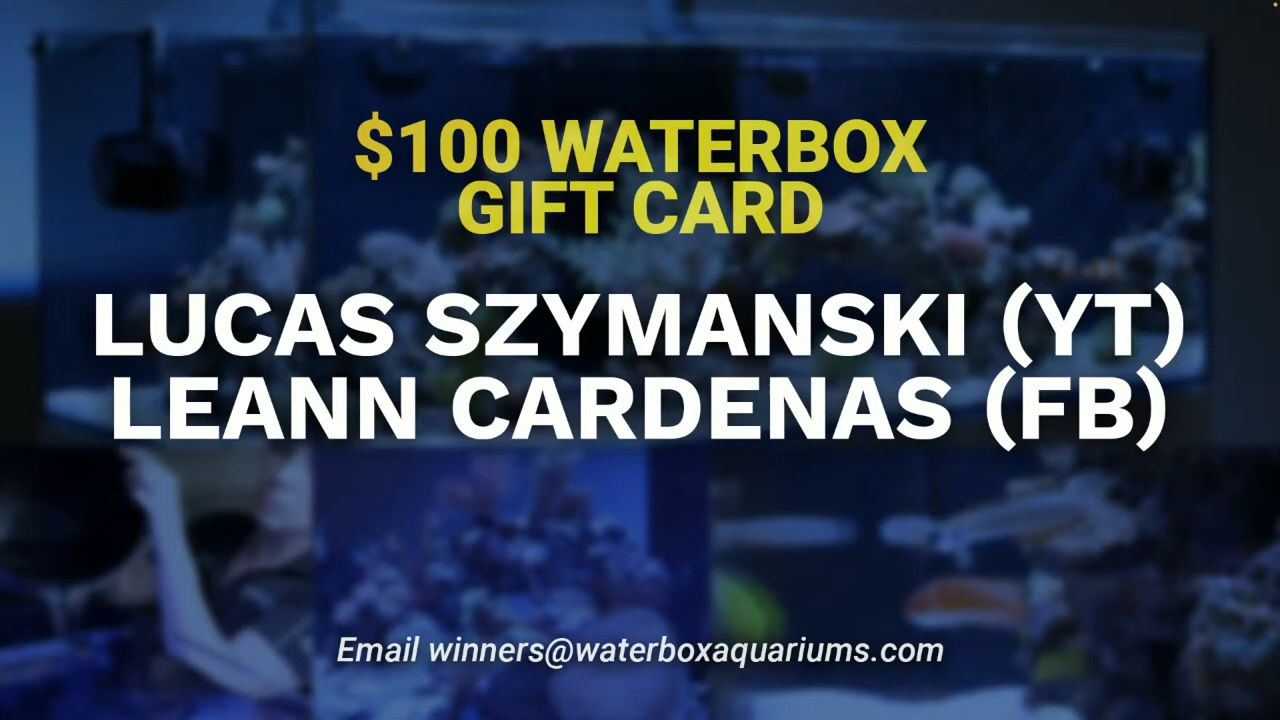 $100 WATERBOX
GIFT CARD
LUCAS SZYMANSKI (YT)
LEANN CARDENAS (FB)
Email winners@waterboxaquariums.com